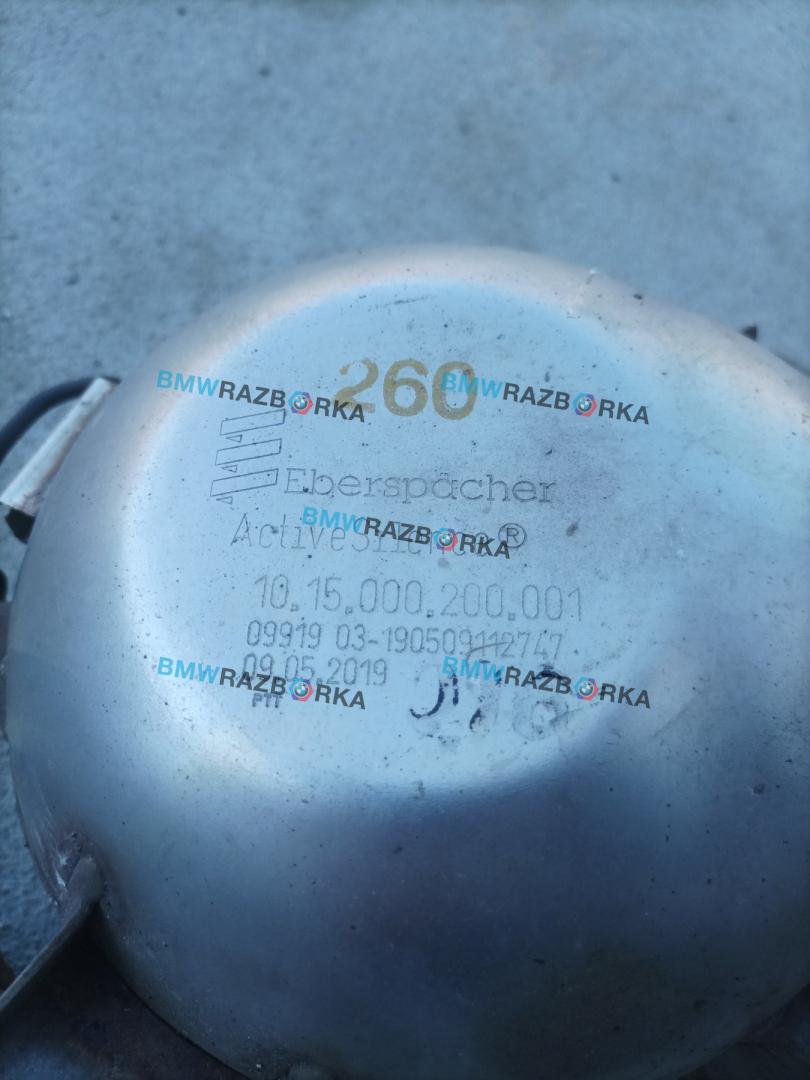 260
BMWRAZBORKA BMWRAZBORKA
Eberspächer
ActiveSilence®
BMWRAZBORKA
10.15.000.200.001
09919 03-190509112747
09.05.2019
BMWRAZBORKA BMWRAZBORKA
PTT